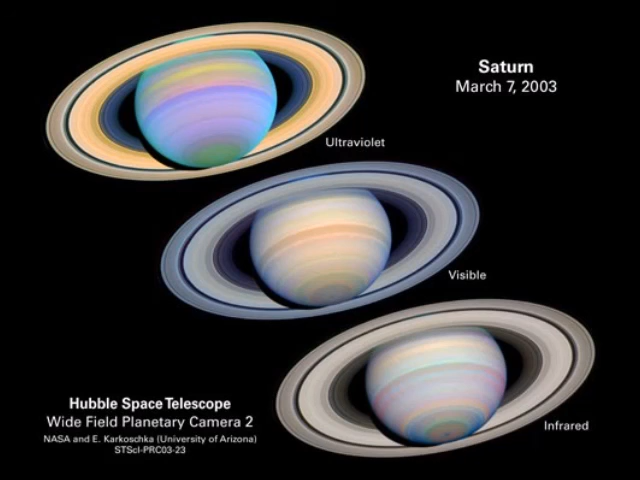 Saturn
March 7, 2003
Ultraviolet
Visible
Infrared
Hubble Space Telescope
Wide Field Planetary Camera 2
NASA and E. Karkoschka (University of Arizona)
STScI-PRC03-23